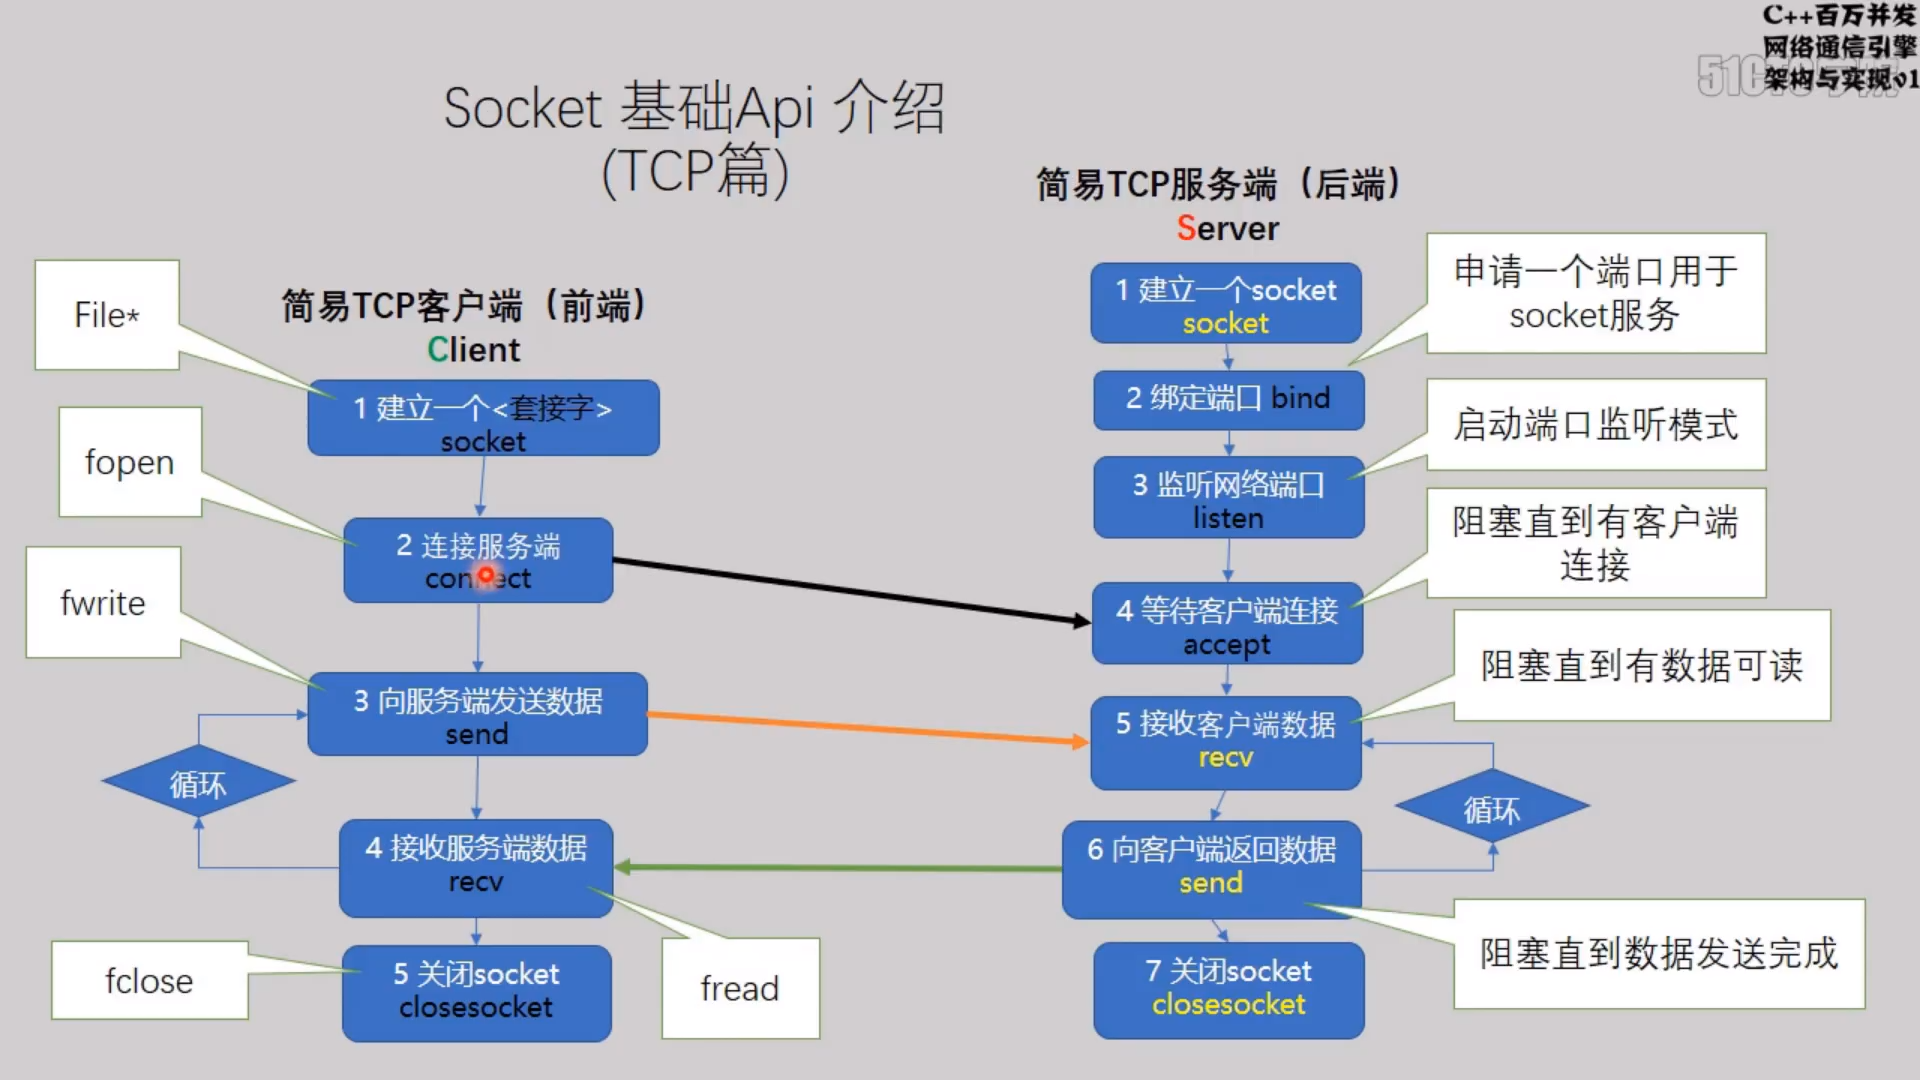 C++百万并发
网络通信引擎
架构与实现v1
Socket 基础Api 介绍
(TCP篇)
简易TCP客户端（前端）
Client
File*
1 建立一个<套接字>
socket
fopen
2 连接服务端
connect
fwrite
3 向服务端发送数据
send
循环
4 接收服务端数据
recv
fread
fclose
5 关闭socket
closesocket
简易TCP服务端（后端）
Server
1 建立一个socket
socket
申请一个端口用于
socket服务
2 绑定端口 bind
启动端口监听模式
3 监听网络端口
listen
阻塞直到有客户端
连接
4 等待客户端连接
accept
阻塞直到有数据可读
5 接收客户端数据
recv
循环
6 向客户端返回数据
send
阻塞直到数据发送完成
7 关闭socket
closesocket